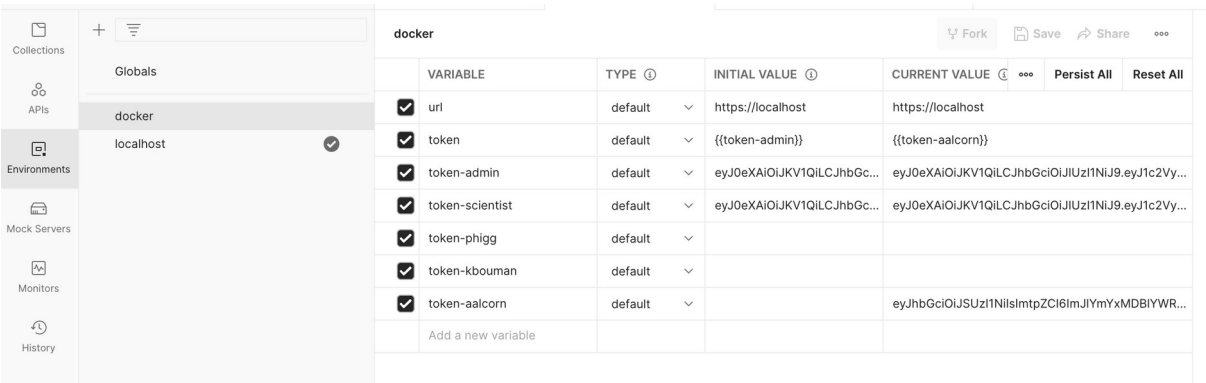 Collections
APIs
Environments
Mock Servers
Monitors
History
Globals
docker
localhost
docker
Fork Save Share
VARIABLE TYPE INITIAL VALUE CURRENT VALUE Persist All Reset All
url default https://localhost https://localhost
token default {{token-admin}} {{token-aalcorn}}
token-admin default eyJ0eXAiOiJKV1QiLCJhbGc... eyJ0eXAiOiJKV1QiLCJhbGciOiJIUzI1NiJ9.eyJ1c2Vy...
token-scientist default eyJ0eXAiOiJKV1QiLCJhbGc... eyJ0eXAiOiJKV1QiLCJhbGciOiJIUzI1NiJ9.eyJ1c2Vy...
token-phigg default
token-kbouman default
token-aalcorn default eyJhbGciOiJSUzI1NiIsImtpZCI6ImJlYmYxMDBlYWR...
Add a new variable